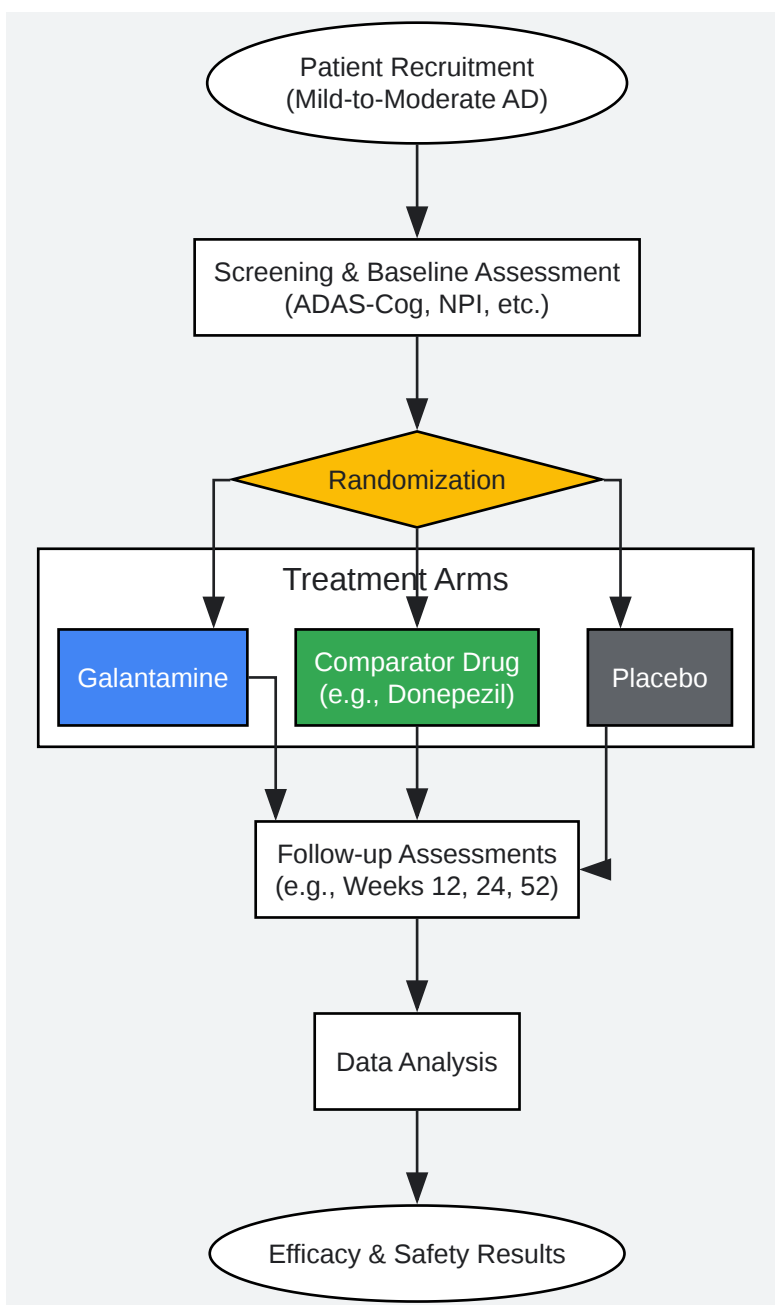 Patient Recruitment
(Mild-to-Moderate AD)
Screening & Baseline Assessment
(ADAS-Cog, NPI, etc.)
Randomization
Treatment Arms
Galantamine
Comparator Drug
(e.g., Donepezil)
Placebo
Follow-up Assessments
(e.g., Weeks 12, 24, 52)
Data Analysis
Efficacy & Safety Results